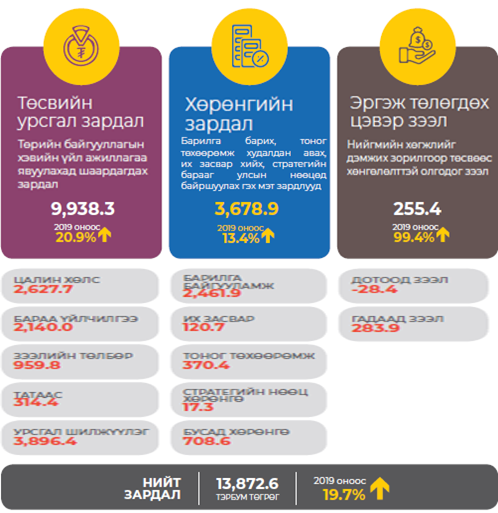 Төсвийн
урсгал зардал
Төрийн байгууллагын
хэвийн үйл ажиллагаа
явуулахад шаардагдах
зардал
9,938.3
2019 оноос
20.9%
Хөрөнгийн
зардал
Барилга барих, тоног
төхөөрөмж худалдан авах,
их засвар хийх, стратегийн
бараат улсын нөөцөд
байршуулах гэх мэт зардлууд
3,678.9
2019 оноос
13.4%
Эргэж төлөгдөх
цэвэр зээл
Нийгмийн хөгжлийг
дэмжих зорилгоор төсвөөс
хөнгөлөлттэй олгодог зээл
255.4
2019 оноос
99.4%
ЦАЛИН ХӨЛС
2,627.7
БАРАА ҮЙЛЧИЛГЭЭ
2,140.0
ЗЭЭЛИЙН ТӨЛБӨР
959.8
ТАТААС
314.4
УРСГАЛ ШИЛЖҮҮЛЭГ
3,896.4
БАРИЛГА
БАЙГУУЛАМЖ
2,461.9
ИХ ЗАСВАР
120.7
ТОНОГ ТӨХӨӨРӨМЖ
370.4
СТРАТЕГИЙН НӨӨЦ
ХӨРӨНГӨ
17.3
БУСАД ХӨРӨНГӨ
708.6
ДОТООД ЗЭЭЛ
-28.4
ГАДААД ЗЭЭЛ
283.9
НИЙТ
ЗАРДАЛ
13,872.6
ТЭРБУМ ТӨГРӨГ
2019 оноос
19.7%